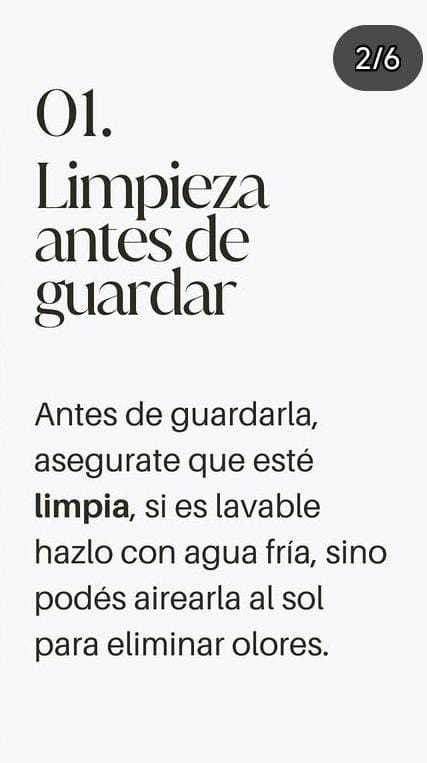 2/6
01.
Limpieza
antes de
guardar
Antes de guardarla,
asegurate que esté
limpia, si es lavable
hazlo con agua fría, sino
podés airearla al sol
para eliminar olores.